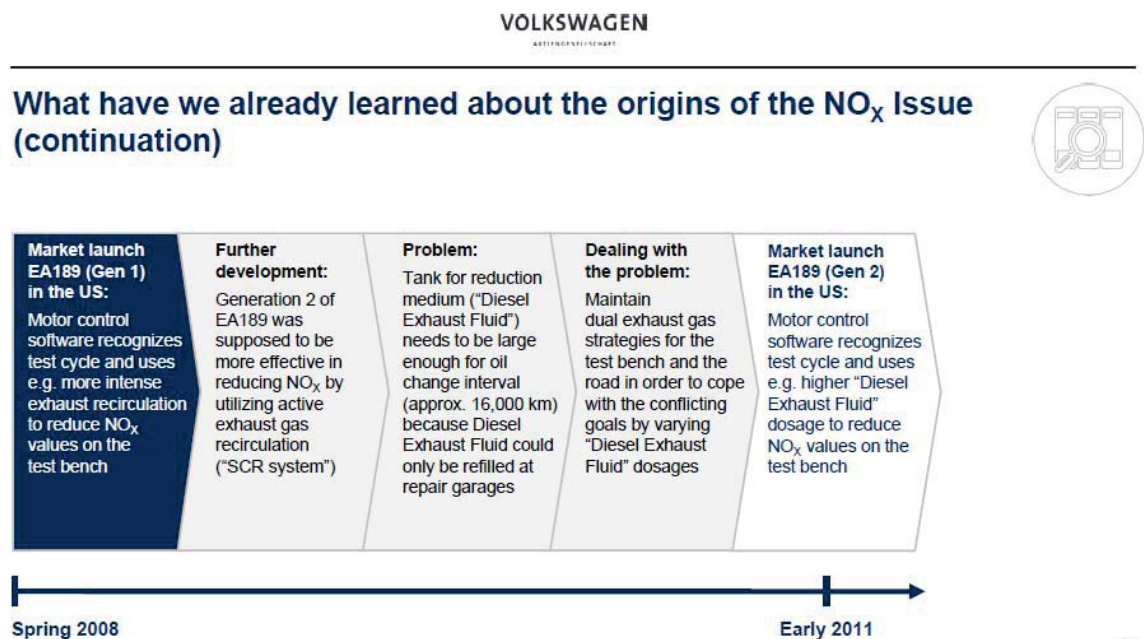 VOLKSWAGEN
AKTIENGESELLSCHAFT
What have we already learned about the origins of the NOX Issue
(continuation)
Market launch
EA189 (Gen 1)
in the US:
Motor control
software recognizes
test cycle and uses
e.g. more intense
exhaust recirculation
to reduce NOX
values on the
test bench
Further
development:
Generation 2 of
EA189 was
supposed to be
more effective in
reducing NOX by
utilizing active
exhaust gas
recirculation
(“SCR system”)
Problem:
Tank for reduction
medium (“Diesel
Exhaust Fluid”)
needs to be large
enough for oil
change interval
(approx. 16,000 km)
because Diesel
Exhaust Fluid could
only be refilled at
repair garages
Dealing with
the problem:
Maintain
dual exhaust gas
strategies for the
test bench and the
road in order to cope
with the conflicting
goals by varying
“Diesel Exhaust
Fluid” dosages
Market launch
EA189 (Gen 2)
in the US:
Motor control
software recognizes
test cycle and uses
e.g. higher “Diesel
Exhaust Fluid”
dosage to reduce
NOX values on the
test bench
Spring 2008
Early 2011